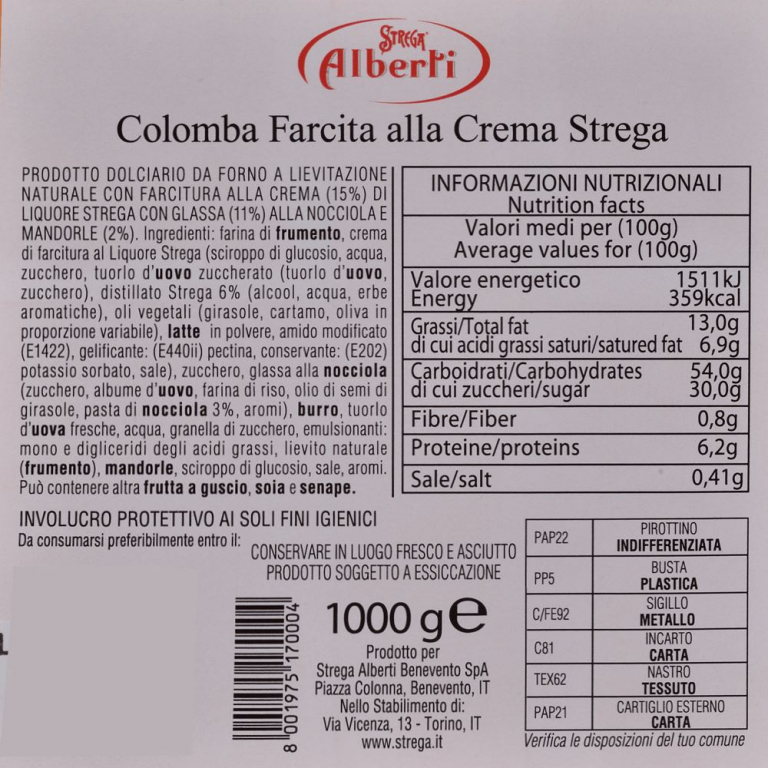 STREGA
Alberti
Colomba Farcita alla Crema Strega
PRODOTTO DOLCIARIO DA FORNO A LIEVITAZIONE
NATURALE CON FARCITURA ALLA CREMA (15%) DI
LIQUORE STREGA CON GLASSA (11%) ALLA NOCCIOLA E
MANDORLE (2%). Ingredienti: farina di frumento, crema
di farcitura al Liquore Strega (sciroppo di glucosio, acqua,
zucchero, tuorlo d'uovo zuccherato (tuorlo d'uovo,
zucchero), distillato Strega 6% (alcool, acqua, erbe
aromatiche), oli vegetali (girasole, cartamo, oliva in
proporzione variabile), latte in polvere, amido modificato
(E1422), gelificante: (E440ii) pectina, conservante: (E202)
potassio sorbato, sale), zucchero, glassa alla nocciola
(zucchero, albume d'uovo, farina di riso, olio di semi di
girasole, pasta di nocciola 3%, aromi), burro, tuorlo
d'uova fresche, acqua, granella di zucchero, emulsionanti:
mono e digliceridi degli acidi grassi, lievito naturale
(frumento), mandorle, sciroppo di glucosio, sale, aromi.
Può contenere altra frutta a guscio, soia e senape.
INFORMAZIONI NUTRIZIONALI
Nutrition facts
Valori medi per (100g)
Average values for (100g)
Valore energetico 1511kJ
Energy 359kcal
Grassi/Total fat 13,0g
di cui acidi grassi saturi/satured fat 6,9g
Carboidrati/Carbohydrates 54,0g
di cui zuccheri/sugar 30,0g
Fibre/Fiber 0,8g
Proteine/proteins 6,2g
Sale/salt 0,41g
INVOLUCRO PROTETTIVO AI SOLI FINI IGIENICI
Da consumarsi preferibilmente entro il:
CONSERVARE IN LUOGO FRESCO E ASCIUTTO
PRODOTTO SOGGETTO A ESSICCAZIONE
8 001975 170004
1000 g e
Prodotto per
Strega Alberti Benevento SpA
Piazza Colonna, Benevento, IT
Nello Stabilimento di:
Via Vicenza, 13 - Torino, IT
www.strega.it
PAP22 PIROTTINO
INDIFFERENZIATA
PP5 BUSTA
PLASTICA
C/FE92 SIGILLO
METALLO
C81 INCARTO
CARTA
TEX62 NASTRO
TESSUTO
PAP21 CARTIGLIO ESTERNO
CARTA
Verifica le disposizioni del tuo comune